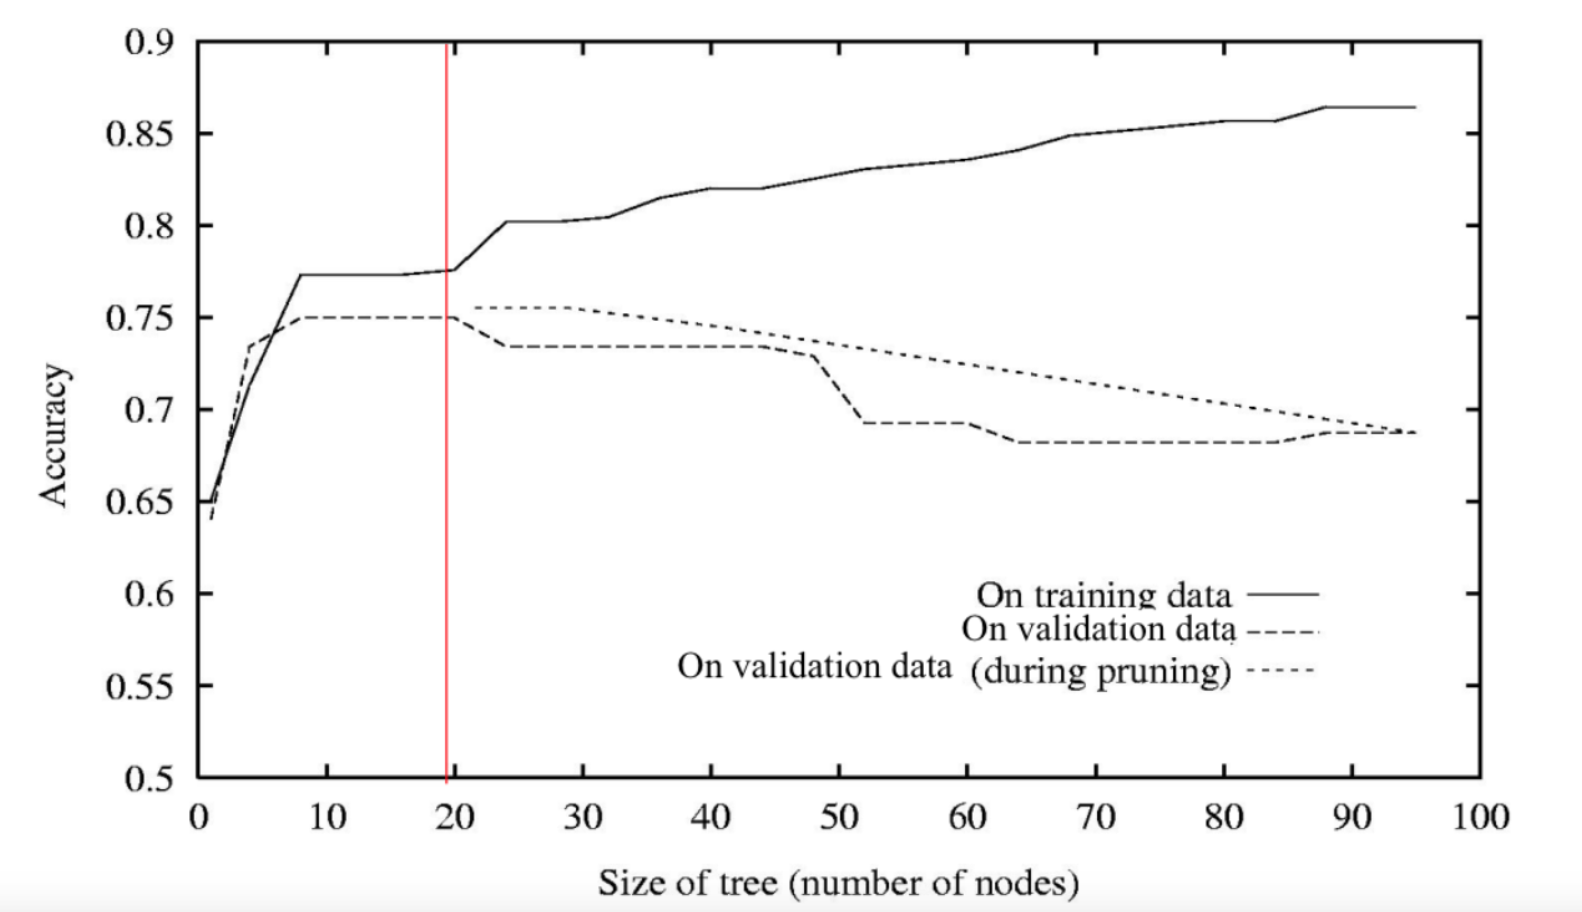 0.9
0.85
0.8
0.75
0.7
0.65
0.6
0.55
0.5
Accuracy
On training data
On validation data
On validation data (during pruning)
0 10 20 30 40 50 60 70 80 90 100
Size of tree (number of nodes)